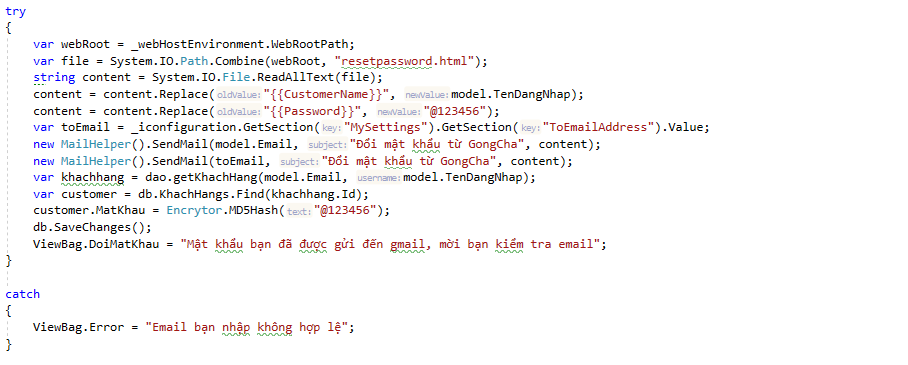 try
{
var webRoot = _webHostEnvironment.WebRootPath;
var file = System.IO.Path.Combine(webRoot, "resetpassword.html");
string content = System.IO.File.ReadAllText(file);
content = content.Replace(oldValue: "{{CustomerName}}", newValue: model.TenDangNhap);
content = content.Replace(oldValue: "{{Password}}", newValue: "@123456");
var toEmail = _iconfiguration.GetSection(key: "MySettings").GetSection(key: "ToEmailAddress").Value;
new MailHelper().SendMail(model.Email, subject: "Đổi mật khẩu từ GongCha", content);
new MailHelper().SendMail(toEmail, subject: "Đổi mật khẩu từ GongCha", content);
var khachhang = dao.getKhachHang(model.Email, username: model.TenDangNhap);
var customer = db.KhachHangs.Find(khachhang.Id);
customer.MatKhau = Encrytor.MD5Hash(text: "@123456");
db.SaveChanges();
ViewBag.DoiMatKhau = "Mật khẩu bạn đã được gửi đến gmail, mời bạn kiểm tra email";
}
catch
{
ViewBag.Error = "Email bạn nhập không hợp lệ";
}